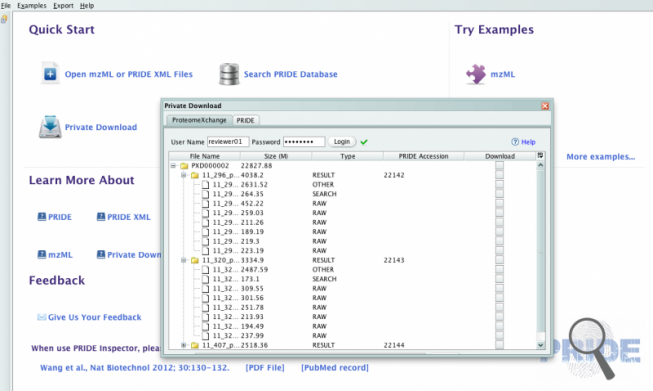 File Examples Export Help
Quick Start
Try Examples
Open mzML or PRIDE XML Files
Search PRIDE Database
mzML
Private Download
Private Download
ProteomeXchange PRIDE
User Name reviewer01 Password •••••••• Login
Help
File Name Size (M) Type PRIDE Accession Download
PXD000002 22827.88
11_296_p... 4038.2 RESULT 22142
11_29... 2631.52 OTHER
11_29... 264.35 SEARCH
11_29... 452.22 RAW
11_29... 259.03 RAW
11_29... 211.26 RAW
11_29... 189.19 RAW
11_29... 219.3 RAW
11_29... 223.19 RAW
11_320_p... 3334.9 RESULT 22143
11_32... 2487.59 OTHER
11_32... 173.1 SEARCH
11_32... 309.55 RAW
11_32... 301.56 RAW
11_32... 251.78 RAW
11_32... 213.93 RAW
11_32... 194.49 RAW
11_32... 237.99 RAW
11_407_p... 2518.36 RESULT 22144
More examples...
Learn More About
PRIDE
PRIDE XML
mzML
Private Down
Feedback
Give Us Your Feedback
When use PRIDE Inspector, plea
Wang et al., Nat Biotechnol 2012; 30:130-132. [PDF File] [PubMed record]
PRIDE